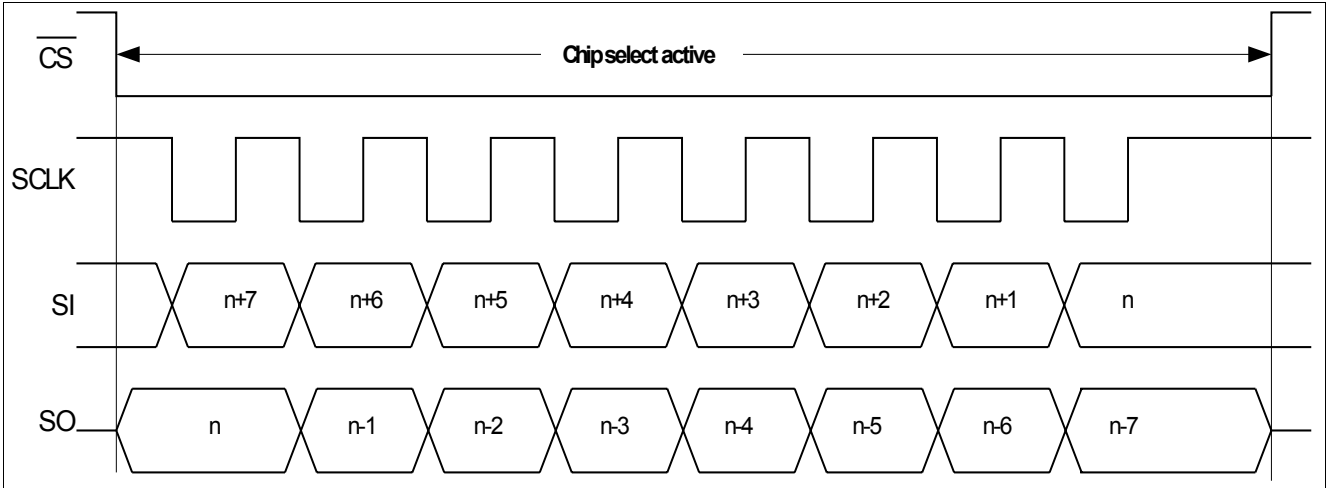 CS
Chip select active
SCLK
SI
n+7 n+6 n+5 n+4 n+3 n+2 n+1 n
SO
n n-1 n-2 n-3 n-4 n-5 n-6 n-7